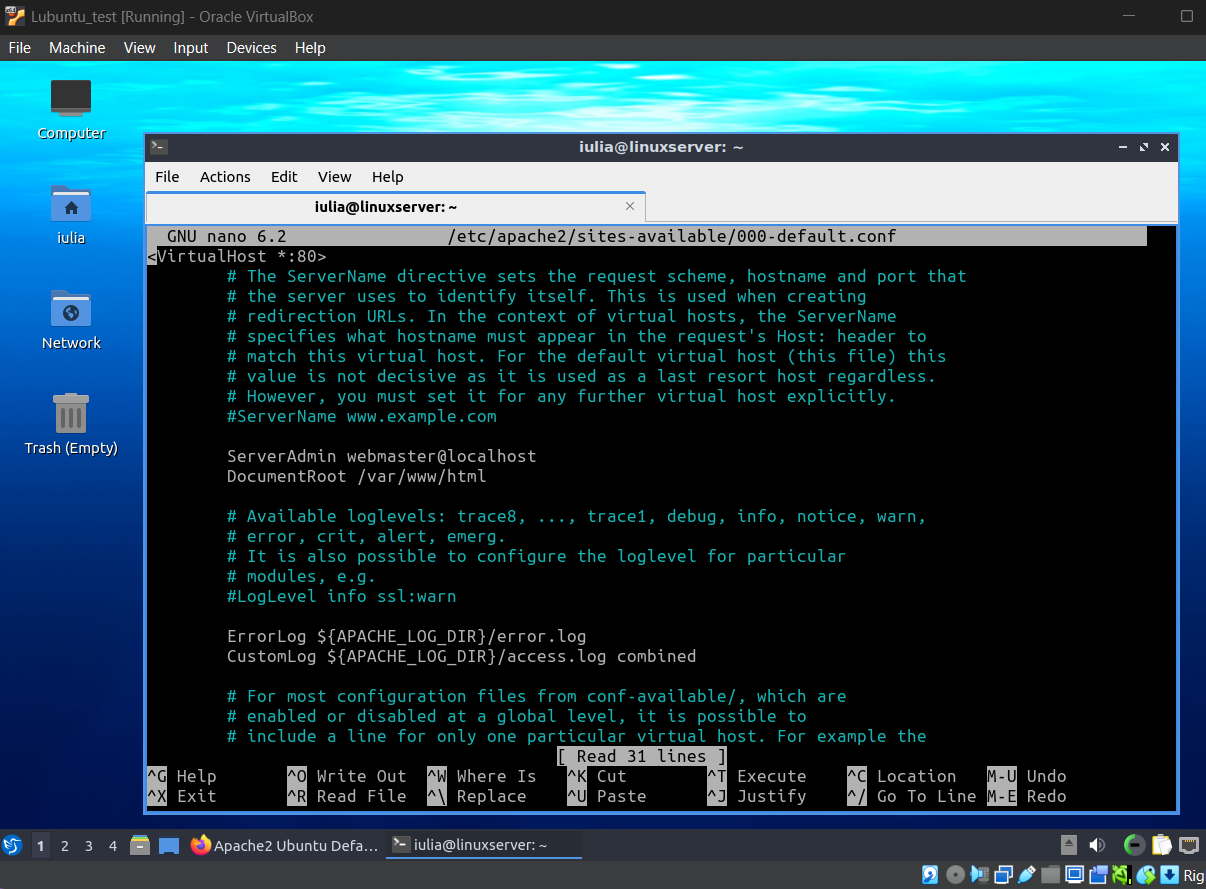 Lubuntu_test [Running] - Oracle VirtualBox
File Machine View Input Devices Help
Computer
iulia
Network
Trash (Empty)
iulia@linuxserver: ~
File Actions Edit View Help
iulia@linuxserver: ~
GNU nano 6.2 /etc/apache2/sites-available/000-default.conf
<VirtualHost *:80>
# The ServerName directive sets the request scheme, hostname and port that
# the server uses to identify itself. This is used when creating
# redirection URLs. In the context of virtual hosts, the ServerName
# specifies what hostname must appear in the request's Host: header to
# match this virtual host. For the default virtual host (this file) this
# value is not decisive as it is used as a last resort host regardless.
# However, you must set it for any further virtual host explicitly.
#ServerName www.example.com
ServerAdmin webmaster@localhost
DocumentRoot /var/www/html
# Available loglevels: trace8, ..., trace1, debug, info, notice, warn,
# error, crit, alert, emerg.
# It is also possible to configure the loglevel for particular
# modules, e.g.
#LogLevel info ssl:warn
ErrorLog ${APACHE_LOG_DIR}/error.log
CustomLog ${APACHE_LOG_DIR}/access.log combined
# For most configuration files from conf-available/, which are
# enabled or disabled at a global level, it is possible to
# include a line for only one particular virtual host. For example the
[ Read 31 lines ]
^G Help ^O Write Out ^W Where Is ^K Cut ^T Execute ^C Location M-U Undo
^X Exit ^R Read File ^\ Replace ^U Paste ^J Justify ^/ Go To Line M-E Redo
1 2 3 4 Apache2 Ubuntu Defa... iulia@linuxserver: ~
Rig